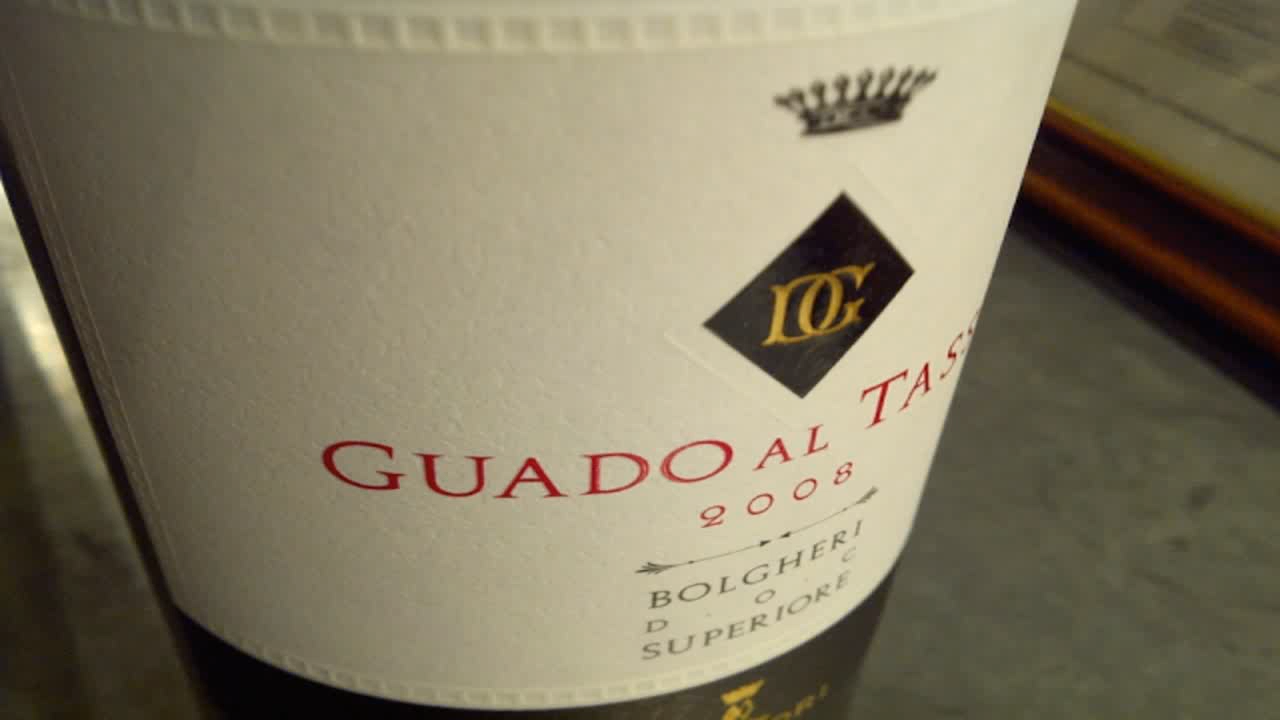 DG
GUADO AL TASS
2008
BOLGHERI
D.O.C
SUPERIORE